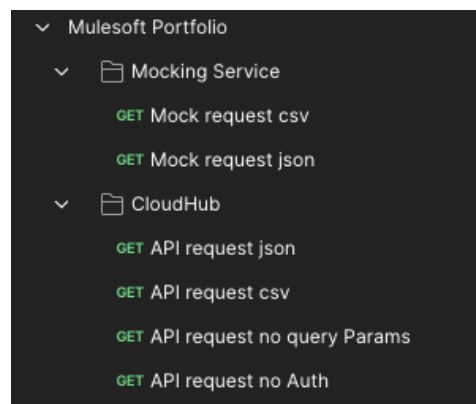 Mulesoft Portfolio
Mocking Service
GET Mock request csv
GET Mock request json
CloudHub
GET API request json
GET API request csv
GET API request no query Params
GET API request no Auth